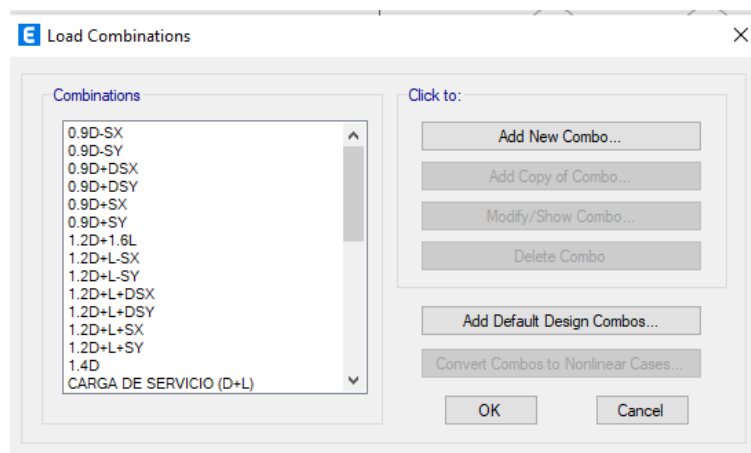 E Load Combinations
Combinations
0.9D-SX
0.9D-SY
0.9D+DSX
0.9D+DSY
0.9D+SX
0.9D+SY
1.2D+1.6L
1.2D+L-SX
1.2D+L-SY
1.2D+L+DSX
1.2D+L+DSY
1.2D+L+SX
1.2D+L+SY
1.4D
CARGA DE SERVICIO (D+L)
Click to:
Add New Combo...
Add Copy of Combo...
Modify/Show Combo...
Delete Combo
Add Default Design Combos...
Convert Combos to Nonlinear Cases...
OK
Cancel